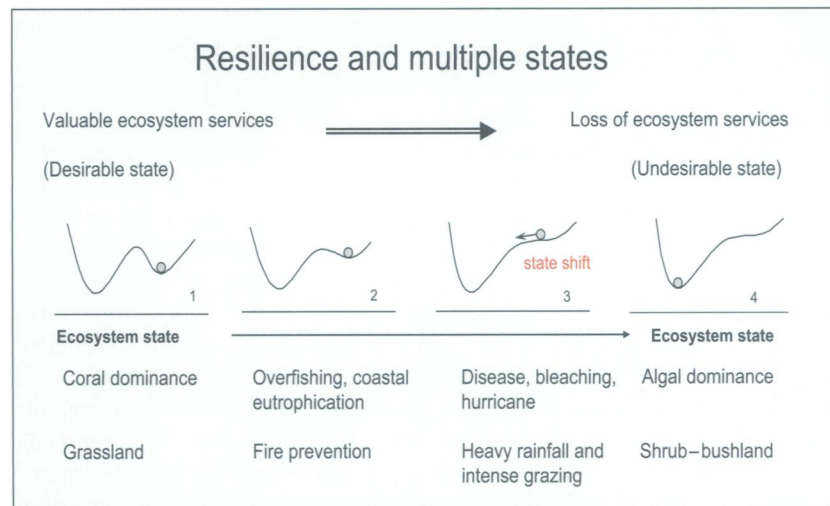 Resilience and multiple states
Valuable ecosystem services
Loss of ecosystem services
(Desirable state)
(Undesirable state)
state shift
1
2
3
4
Ecosystem state
Ecosystem state
Coral dominance
Overfishing, coastal
eutrophication
Disease, bleaching,
hurricane
Algal dominance
Grassland
Fire prevention
Heavy rainfall and
intense grazing
Shrub–bushland